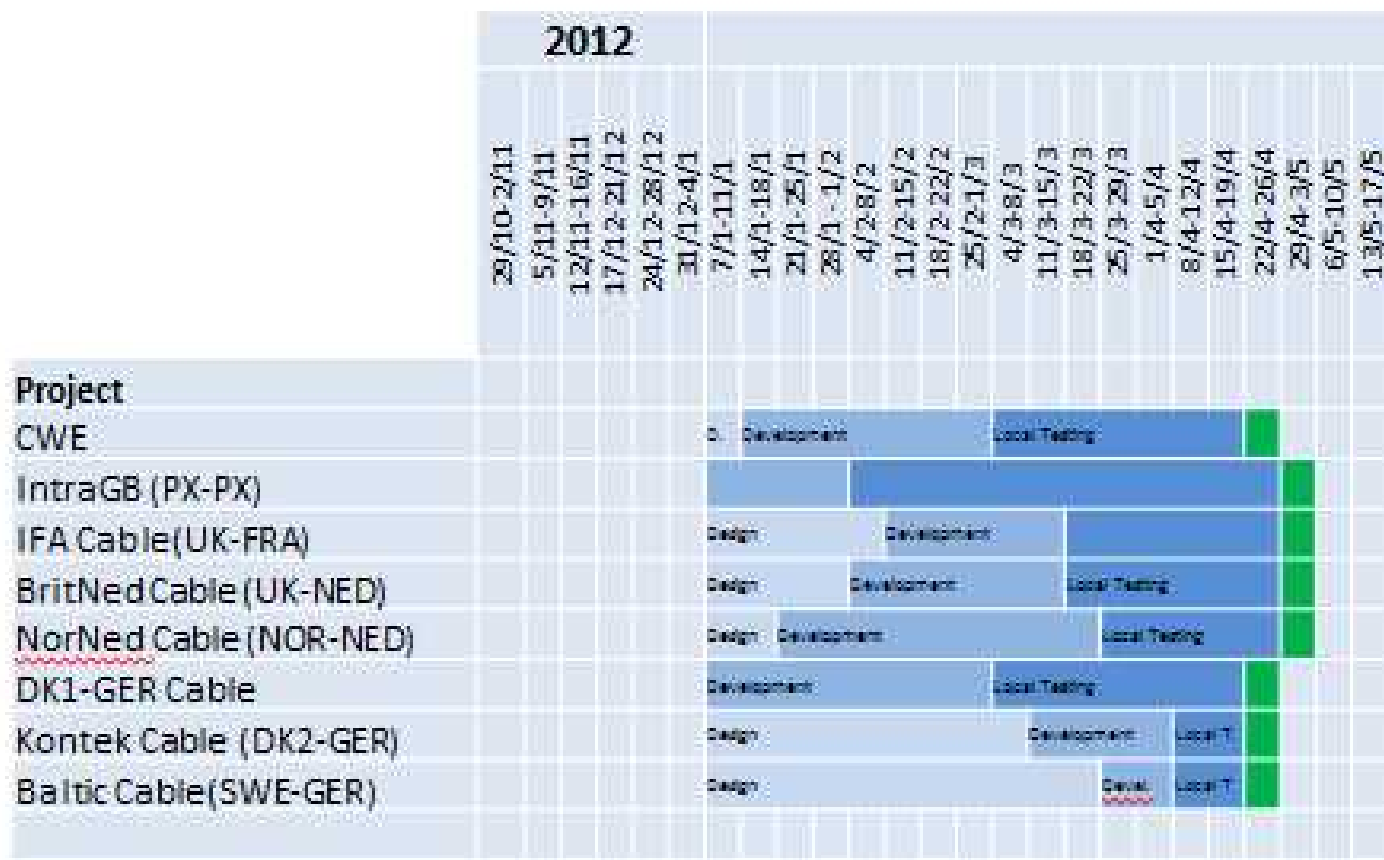 2012
29/10-2/11
5/11-9/11
12/11-16/11
17/12-21/12
24/12-28/12
31/12-4/1
7/1-11/1
14/1-18/1
21/1-25/1
28/1 - 1/2
4/2-8/2
11/2-15/2
18/2-22/2
25/2-1/3
4/3-8/3
11/3-15/3
18/3-22/3
25/3-29/3
1/4-5/4
8/4-12/4
15/4-19/4
22/4-26/4
29/4-3/5
6/5-10/5
13/5-17/5
Project
CWE D. Development Local Testing
IntraGB (PX-PX)
IFA Cable(UK-FRA) Design Development
BritNed Cable (UK-NED) Design Development Local Testing
NorNed Cable (NOR-NED) Design Development Local Testing
DK1-GER Cable Development Local Testing
Kontek Cable (DK2-GER) Design Development Local T
Baltic Cable(SWE-GER) Design Devel. Local T